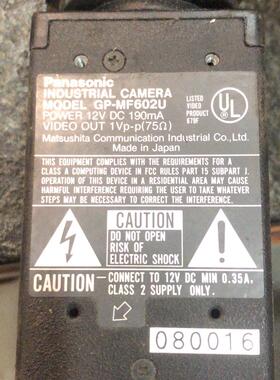 Panasonic
INDUSTRIAL CAMERA
MODEL GP-MF602U
POWER 12V DC 190mA
VIDEO OUT 1Vp-p(75Ω)
LISTED
VIDEO
PRODUCT
679F
UL
Matsushita Communication Industrial Co.,Ltd.
Made in Japan
THIS EQUIPMENT COMPLIES WITH THE REQUIREMENTS FOR A
CLASS A COMPUTING DEVICE IN FCC RULES PART 15 SUBPART J.
OPERATION OF THIS DEVICE IN A RESIDENTIAL AREA MAY CAUSE
HARMFUL INTERFERENCE REQUIRING THE USER TO TAKE WHATEVER
STEPS MAY BE NECESSARY TO CORRECT THE INTERFERENCE.
CAUTION
DO NOT OPEN
RISK OF
ELECTRIC SHOCK
CAUTION—CONNECT TO 12V DC MIN 0.35A,
CLASS 2 SUPPLY ONLY.
080016